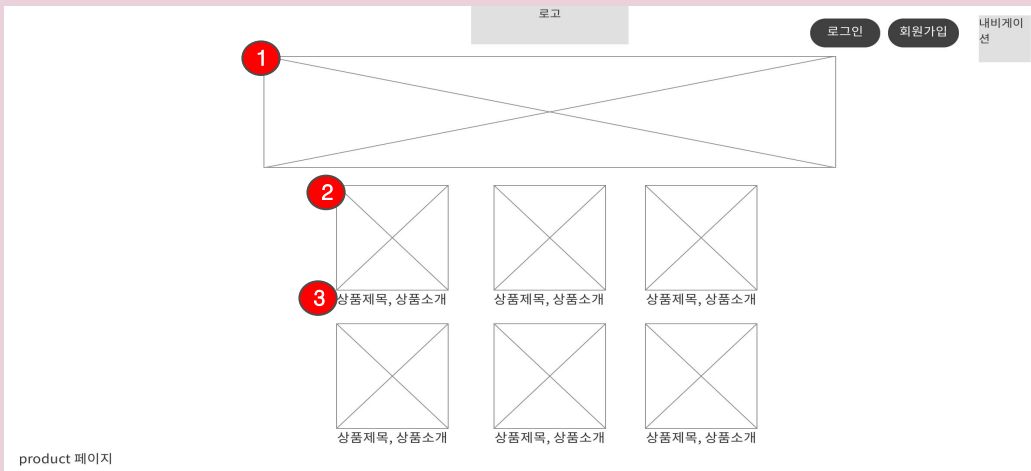 로고
로그인
회원가입
내비게이
션
1
2
3
상품제목, 상품소개
상품제목, 상품소개
상품제목, 상품소개
상품제목, 상품소개
상품제목, 상품소개
상품제목, 상품소개
product 페이지